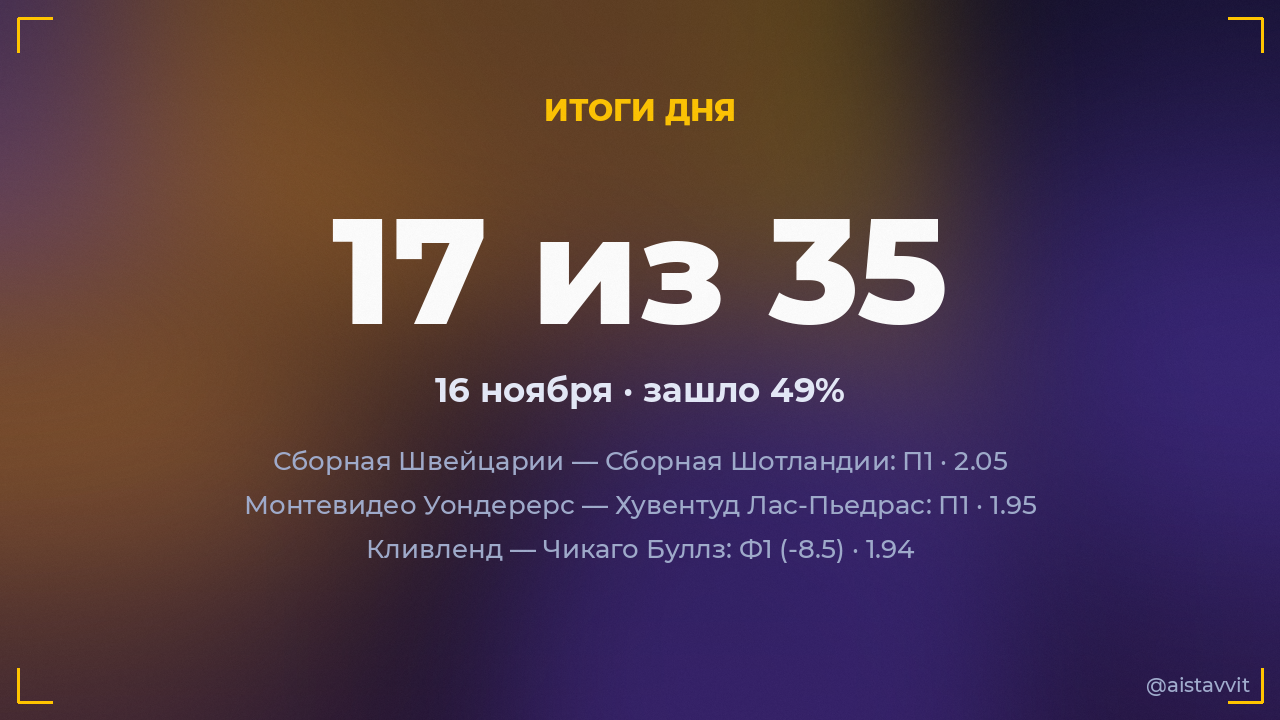 ИТОГИ ДНЯ
17 из 35
16 ноября · зашло 49%
Сборная Швейцарии — Сборная Шотландии: П1 · 2.05
Монтевидео Уондерерс — Хувентуд Лас-Пьедрас: П1 · 1.95
Кливленд — Чикаго Буллз: Ф1 (-8.5) · 1.94
@aistavvit